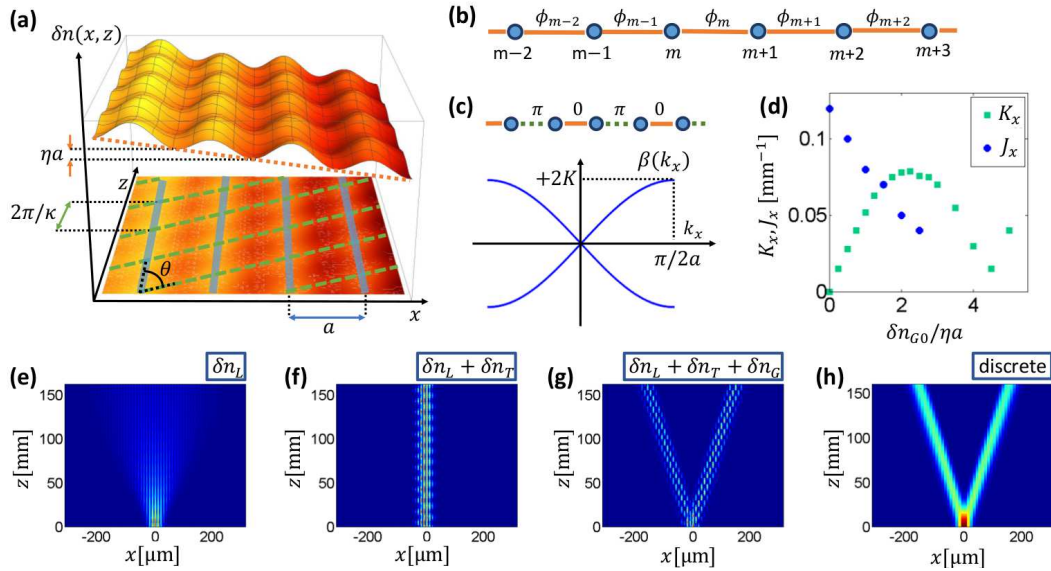 (a)
δn(x, z)
ηa
z
2π/κ
θ
a
x
(b)
ϕm−2 ϕm−1 ϕm ϕm+1 ϕm+2
m−2 m−1 m m+1 m+2 m+3
(c)
π 0 π 0
+2K
β(kx)
kx
π/2a
(d)
Kx
Jx
Kx,Jx [mm−1]
0.1
0.05
0
0 2 4
δnG0/ηa
(e)
δnL
z[mm]
150
100
50
0
-200 0 200
x[μm]
(f)
δnL + δnT
z[mm]
150
100
50
0
-200 0 200
x[μm]
(g)
δnL + δnT + δnG
z[mm]
150
100
50
0
-200 0 200
x[μm]
(h)
discrete
z[mm]
150
100
50
0
-200 0 200
x[μm]